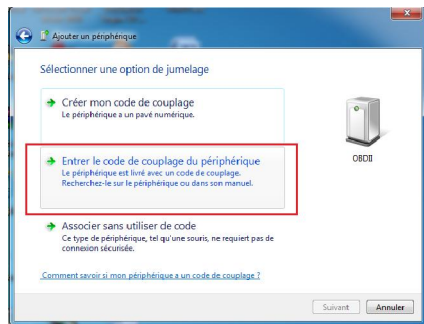 Ajouter un périphérique
Sélectionner une option de jumelage
Créer mon code de couplage
Le périphérique a un pavé numérique.
Entrer le code de couplage du périphérique
Le périphérique est livré avec un code de couplage.
Recherchez-le sur le périphérique ou dans son manuel.
OBDII
Associer sans utiliser de code
Ce type de périphérique, tel qu'une souris, ne requiert pas de
connexion sécurisée.
Comment savoir si mon périphérique a un code de couplage ?
Suivant
Annuler